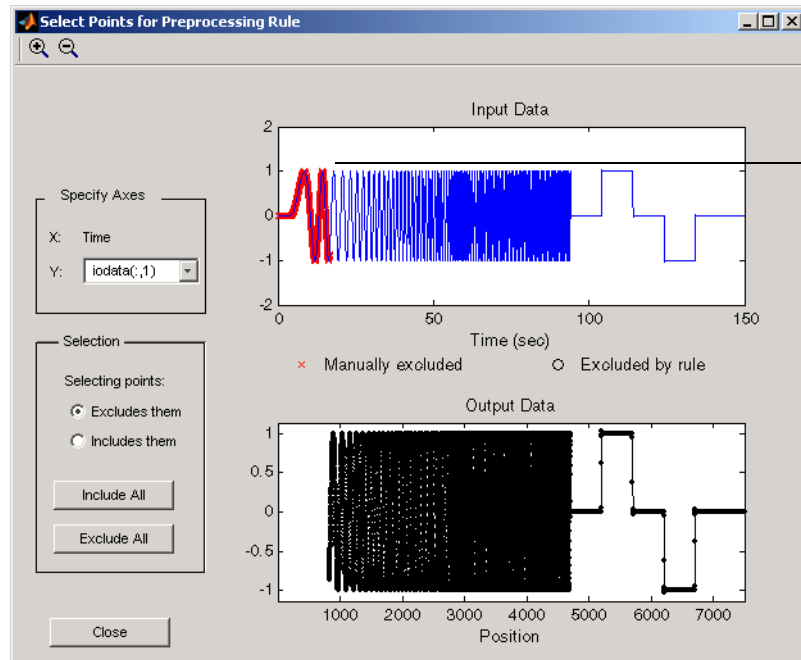 Select Points for Preprocessing Rule
Specify Axes
X: Time
Y: iodata(:,1)
Selection
Selecting points:
Excludes them
Includes them
Include All
Exclude All
Close
Input Data
2
1
0
-1
-2
0 50 100 150
Time (sec)
× Manually excluded O Excluded by rule
Output Data
1
0.5
0
-0.5
-1
1000 2000 3000 4000 5000 6000 7000
Position